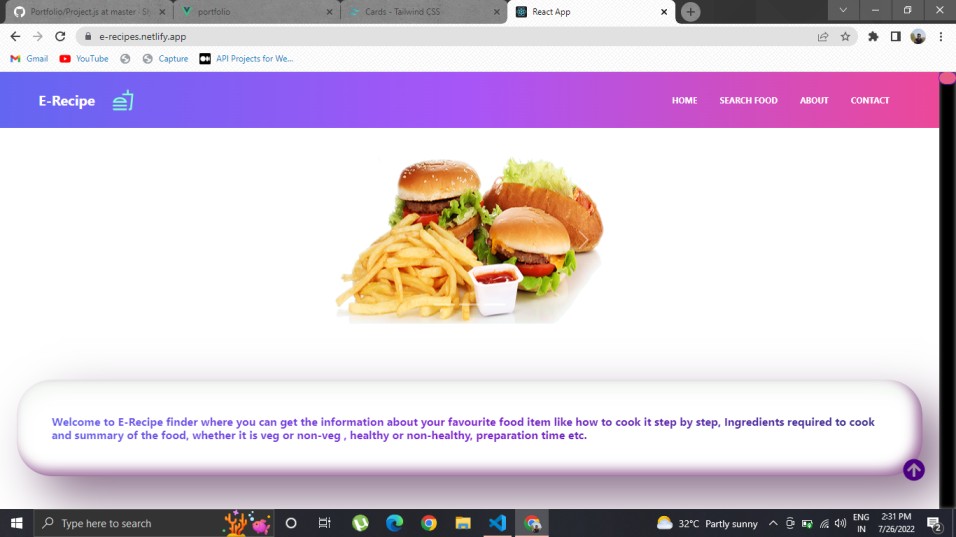 Portfolio/Project.js at master · Sh
portfolio
Cards - Tailwind CSS
React App
e-recipes.netlify.app
Gmail
YouTube
Capture
API Projects for We...
E-Recipe
HOME
SEARCH FOOD
ABOUT
CONTACT
Welcome to E-Recipe finder where you can get the information about your favourite food item like how to cook it step by step, Ingredients required to cook
and summary of the food, whether it is veg or non-veg , healthy or non-healthy, preparation time etc.
Type here to search
32°C Partly sunny
ENG
IN
2:31 PM
7/26/2022
2